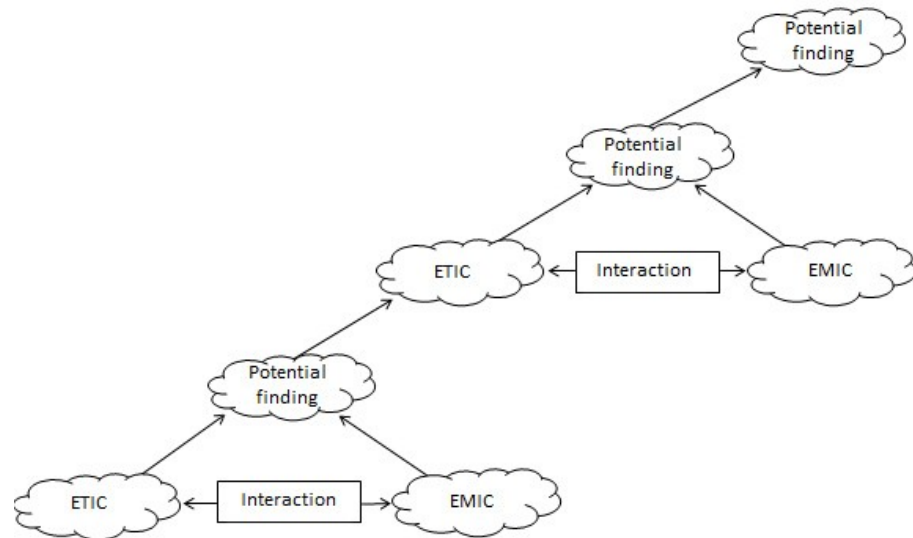 Potential
finding
Potential
finding
ETIC
Interaction
EMIC
Potential
finding
ETIC
Interaction
EMIC